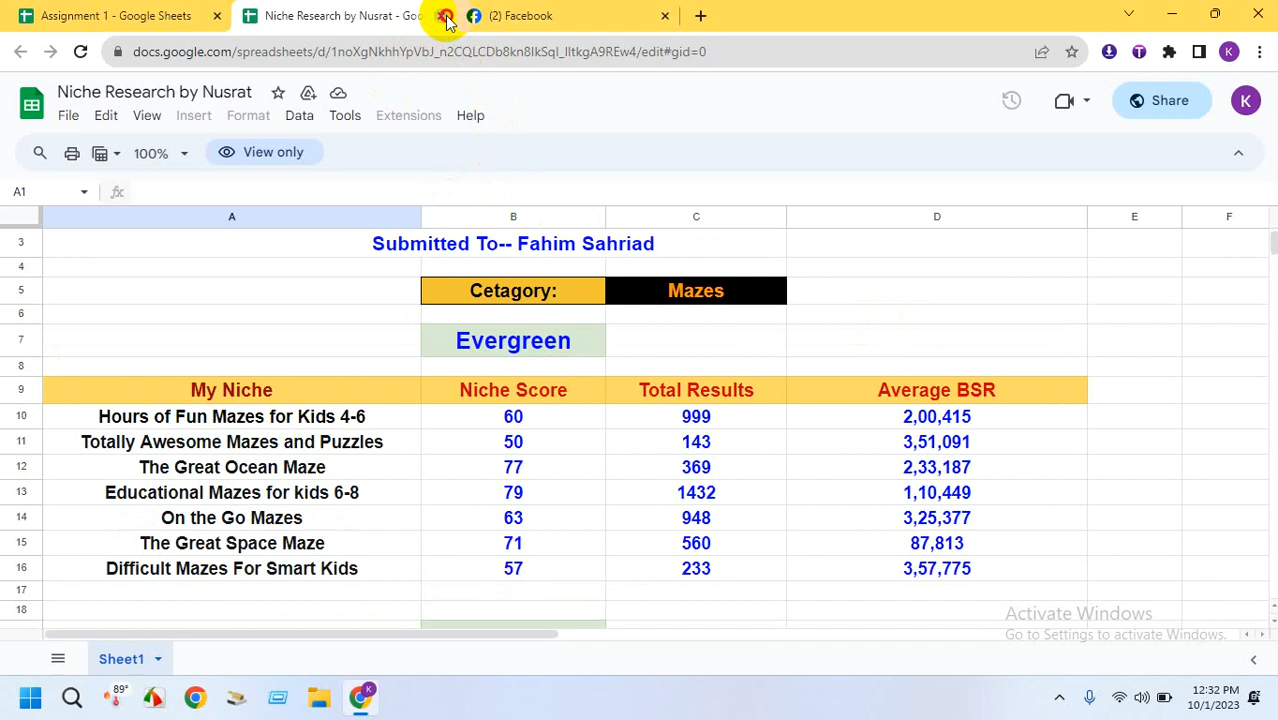 Assignment 1 - Google Sheets
Niche Research by Nusrat - Goo
(2) Facebook
docs.google.com/spreadsheets/d/
edit#gid=0
T
K
Niche Research by Nusrat
Share
K
File Edit View Insert Format Data Tools Extensions Help
100%
View only
A1
fx
A B C D E F
3 Submitted To-- Fahim Sahriad
4
5 Cetagory: Mazes
6
7 Evergreen
8
9 My Niche Niche Score Total Results Average BSR
10 Hours of Fun Mazes for Kids 4-6 60 999 2,00,415
11 Totally Awesome Mazes and Puzzles 50 143 3,51,091
12 The Great Ocean Maze 77 369 2,33,187
13 Educational Mazes for kids 6-8 79 1432 1,10,449
14 On the Go Mazes 63 948 3,25,377
15 The Great Space Maze 71 560 87,813
16 Difficult Mazes For Smart Kids 57 233 3,57,775
17
18
Activate Windows
Go to Settings to activate Windows.
Sheet1
89°
K
12:32 PM
10/1/2023